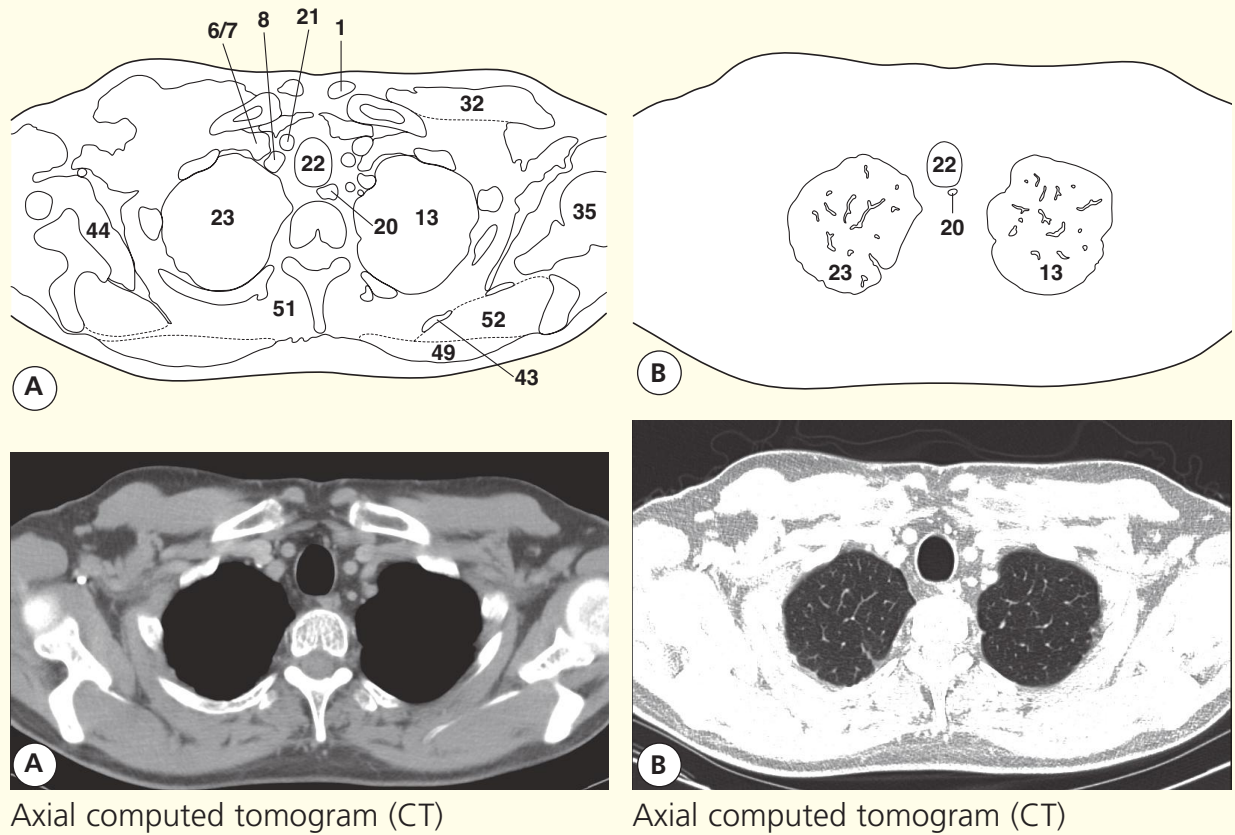 6/7 8 21 1
32
22
23 20 13
44 35
51 52
49
43
A
22
20
23 13
B
A
B
Axial computed tomogram (CT)
Axial computed tomogram (CT)